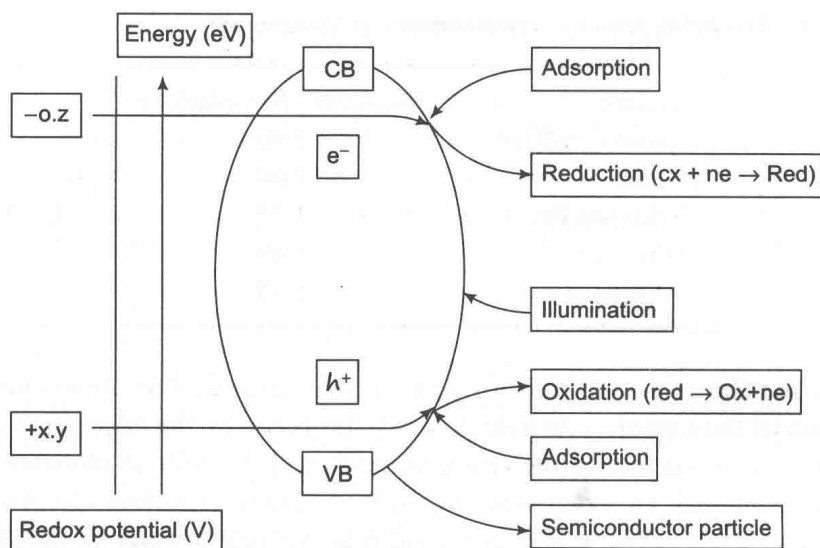 Energy (eV)
CB
Adsorption
–o.z
e⁻
Reduction (cx + ne → Red)
Illumination
h⁺
Oxidation (red → Ox+ne)
+x.y
Adsorption
VB
Redox potential (V)
Semiconductor particle